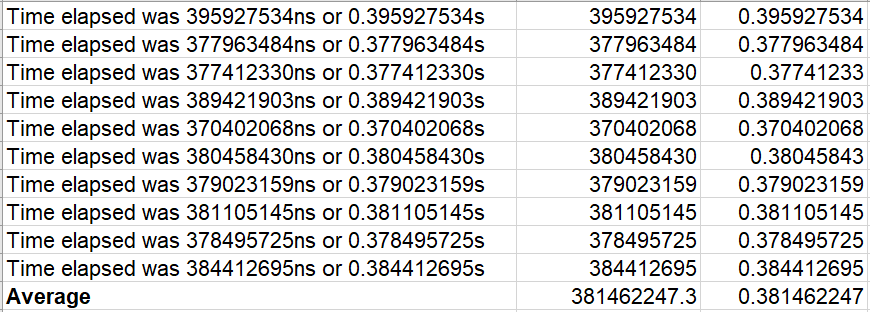 Time elapsed was 395927534ns or 0.395927534s 395927534 0.395927534
Time elapsed was 377963484ns or 0.377963484s 377963484 0.377963484
Time elapsed was 377412330ns or 0.377412330s 377412330 0.37741233
Time elapsed was 389421903ns or 0.389421903s 389421903 0.389421903
Time elapsed was 370402068ns or 0.370402068s 370402068 0.370402068
Time elapsed was 380458430ns or 0.380458430s 380458430 0.38045843
Time elapsed was 379023159ns or 0.379023159s 379023159 0.379023159
Time elapsed was 381105145ns or 0.381105145s 381105145 0.381105145
Time elapsed was 378495725ns or 0.378495725s 378495725 0.378495725
Time elapsed was 384412695ns or 0.384412695s 384412695 0.384412695
Average 381462247.3 0.381462247